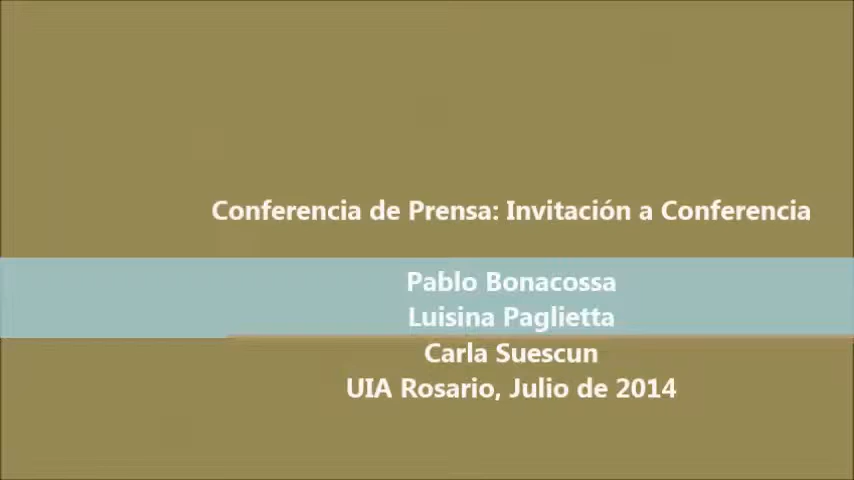 Conferencia de Prensa: Invitación a Conferencia
Pablo Bonacossa
Luisina Paglietta
Carla Suescun
UIA Rosario, Julio de 2014